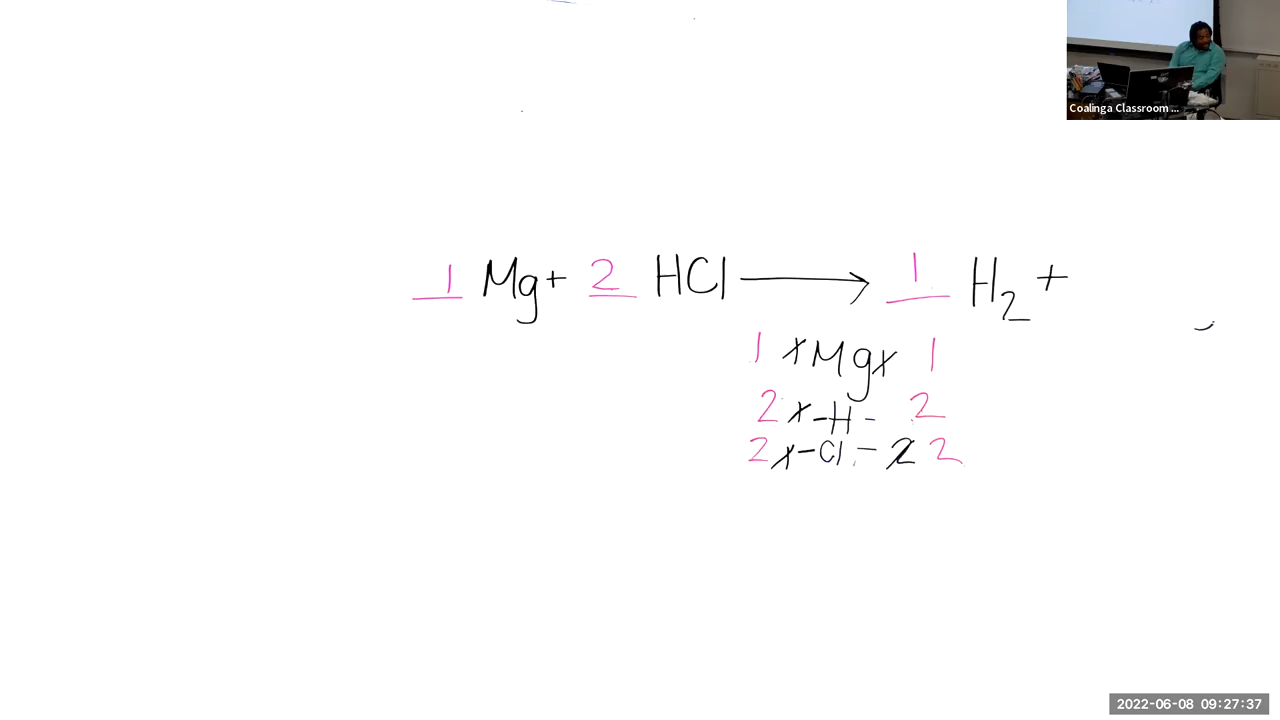 Coalinga Classroom ...
1 Mg + 2 HCl ⟶ 1 H₂ +
1 x Mg x 1
2 x - H - 2
2 x - Cl - 2 2
2022-06-08 09:27:37